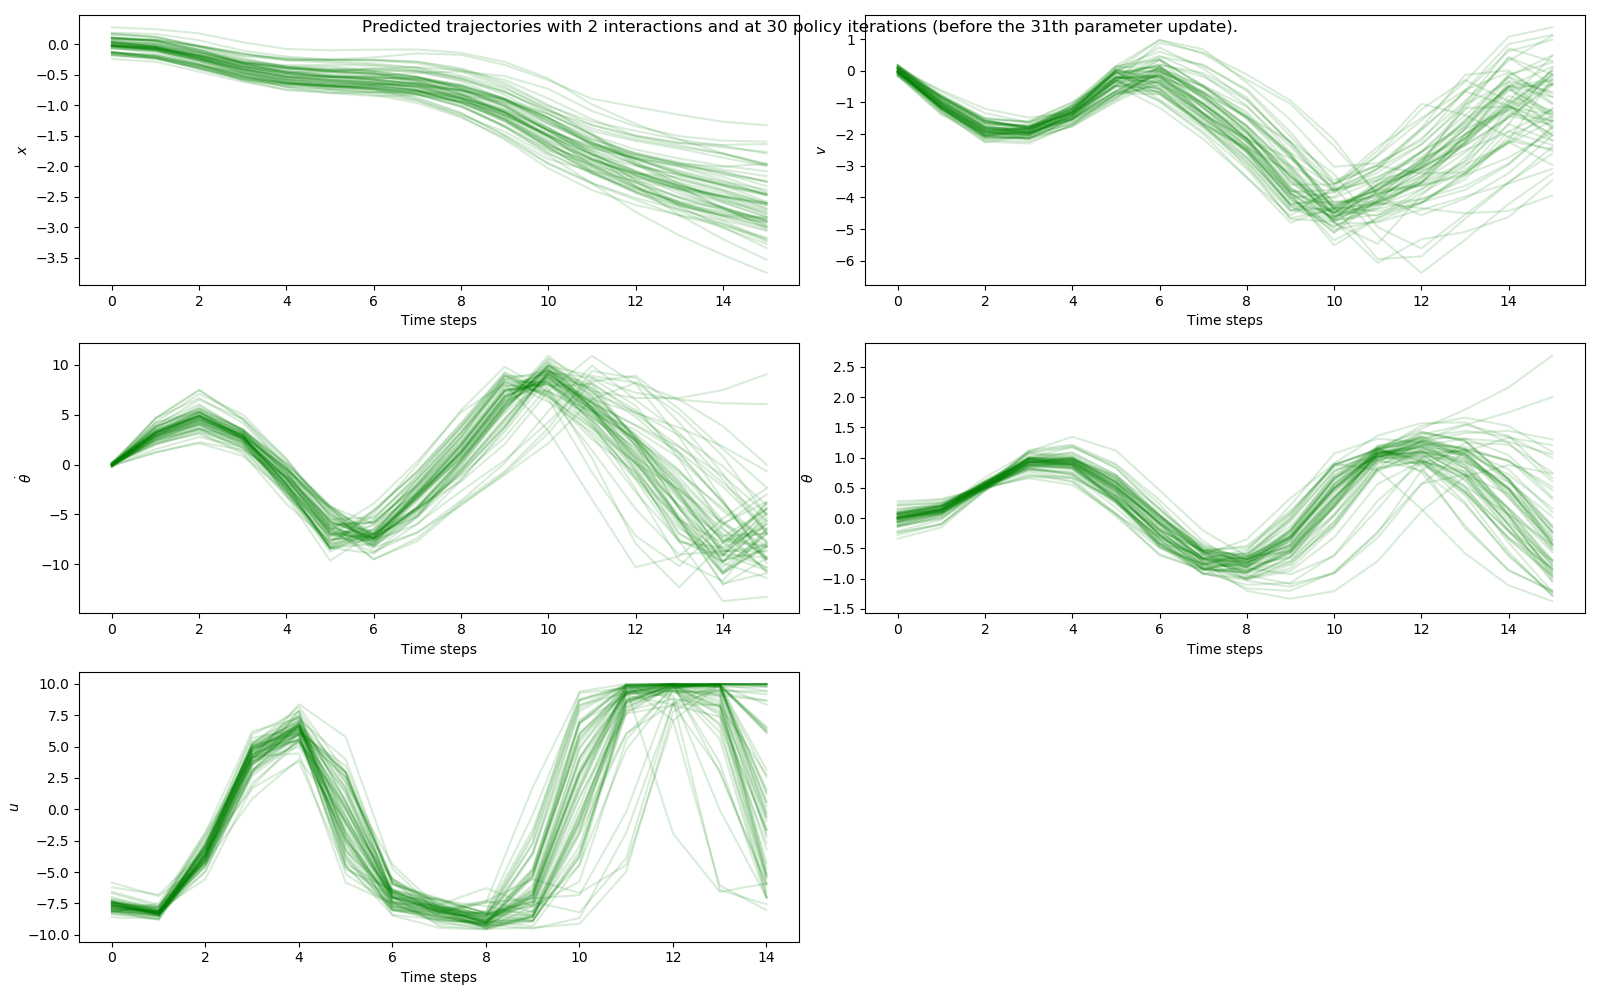 Predicted trajectories with 2 interactions and at 30 policy iterations (before the 31th parameter update).
0.0
−0.5
−1.0
−1.5
−2.0
−2.5
−3.0
−3.5
x
0 2 4 6 8 10 12 14
Time steps
1
0
−1
−2
−3
−4
−5
−6
v
0 2 4 6 8 10 12 14
Time steps
10
5
0
−5
−10
θ̇
0 2 4 6 8 10 12 14
Time steps
2.5
2.0
1.5
1.0
0.5
0.0
−0.5
−1.0
−1.5
θ
0 2 4 6 8 10 12 14
Time steps
10.0
7.5
5.0
2.5
0.0
−2.5
−5.0
−7.5
−10.0
u
0 2 4 6 8 10 12 14
Time steps